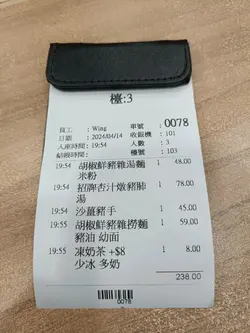 檯:3
員工 : Wing 單號 : 0078
日期 : 2024/04/14 收銀機 : 101
入座時間: 19:54 人數 : 3
結帳時間: 檯號 : 103
19:54 胡椒鮮豬雜湯麵 1 48.00
米粉
19:54 招牌杏汁燉豬肺 1 78.00
湯
19:54 沙薑豬手 1 45.00
19:55 胡椒鮮豬雜撈麵 1 59.00
豬油 幼面
19:55 凍奶茶 +$8 1 8.00
少冰 多奶
238.00
0078